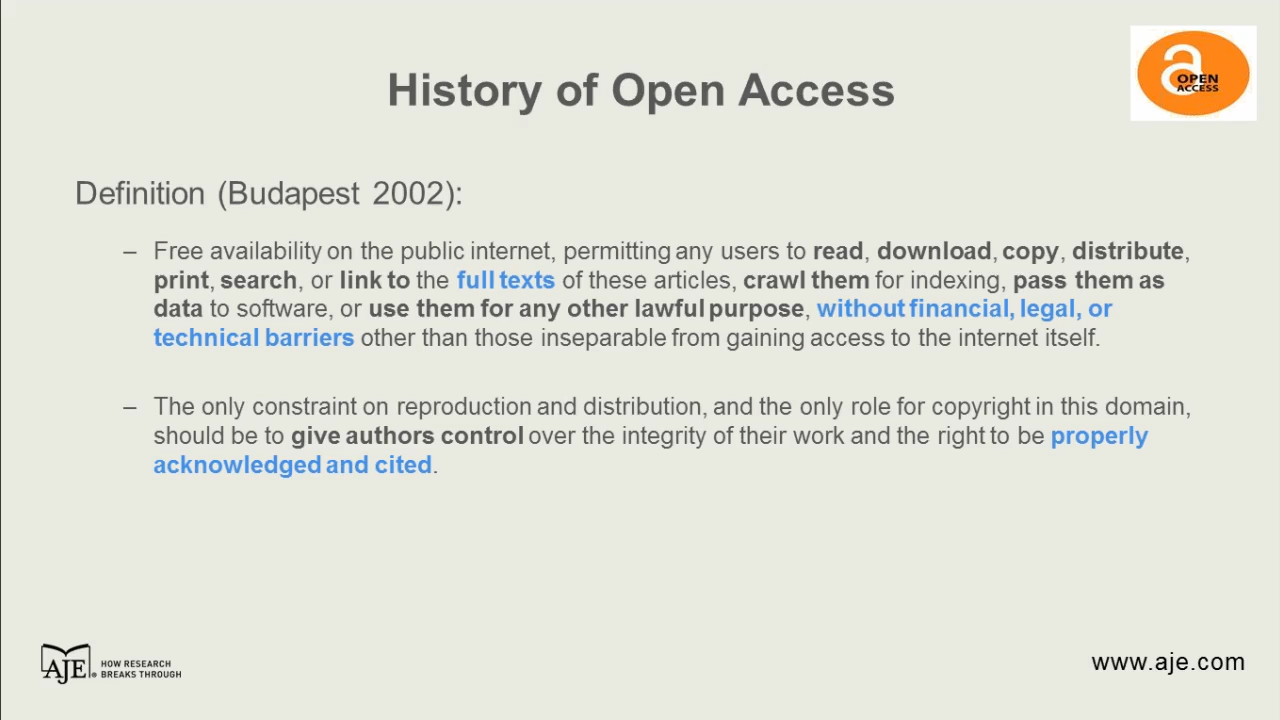 History of Open Access
a
OPEN
ACCESS
Definition (Budapest 2002):
– Free availability on the public internet, permitting any users to read, download, copy, distribute,
print, search, or link to the full texts of these articles, crawl them for indexing, pass them as
data to software, or use them for any other lawful purpose, without financial, legal, or
technical barriers other than those inseparable from gaining access to the internet itself.
– The only constraint on reproduction and distribution, and the only role for copyright in this domain,
should be to give authors control over the integrity of their work and the right to be properly
acknowledged and cited.
AJE® HOW RESEARCH
BREAKS THROUGH
www.aje.com